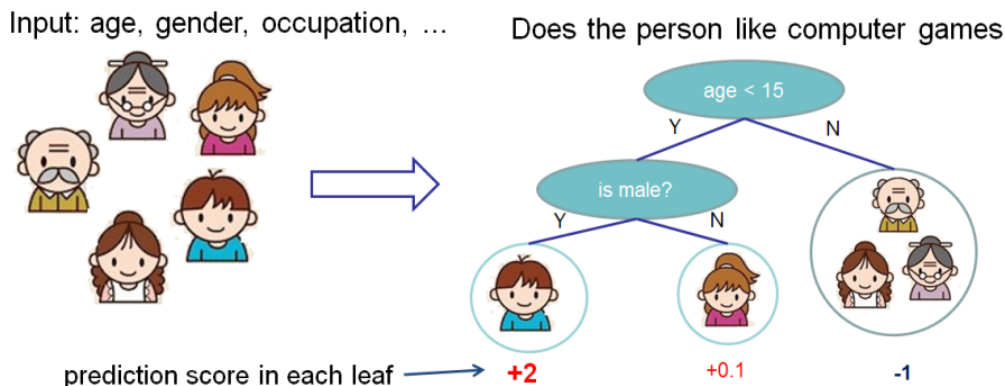 Input: age, gender, occupation, …
Does the person like computer games
age < 15
Y
N
is male?
Y
N
prediction score in each leaf
+2
+0.1
-1